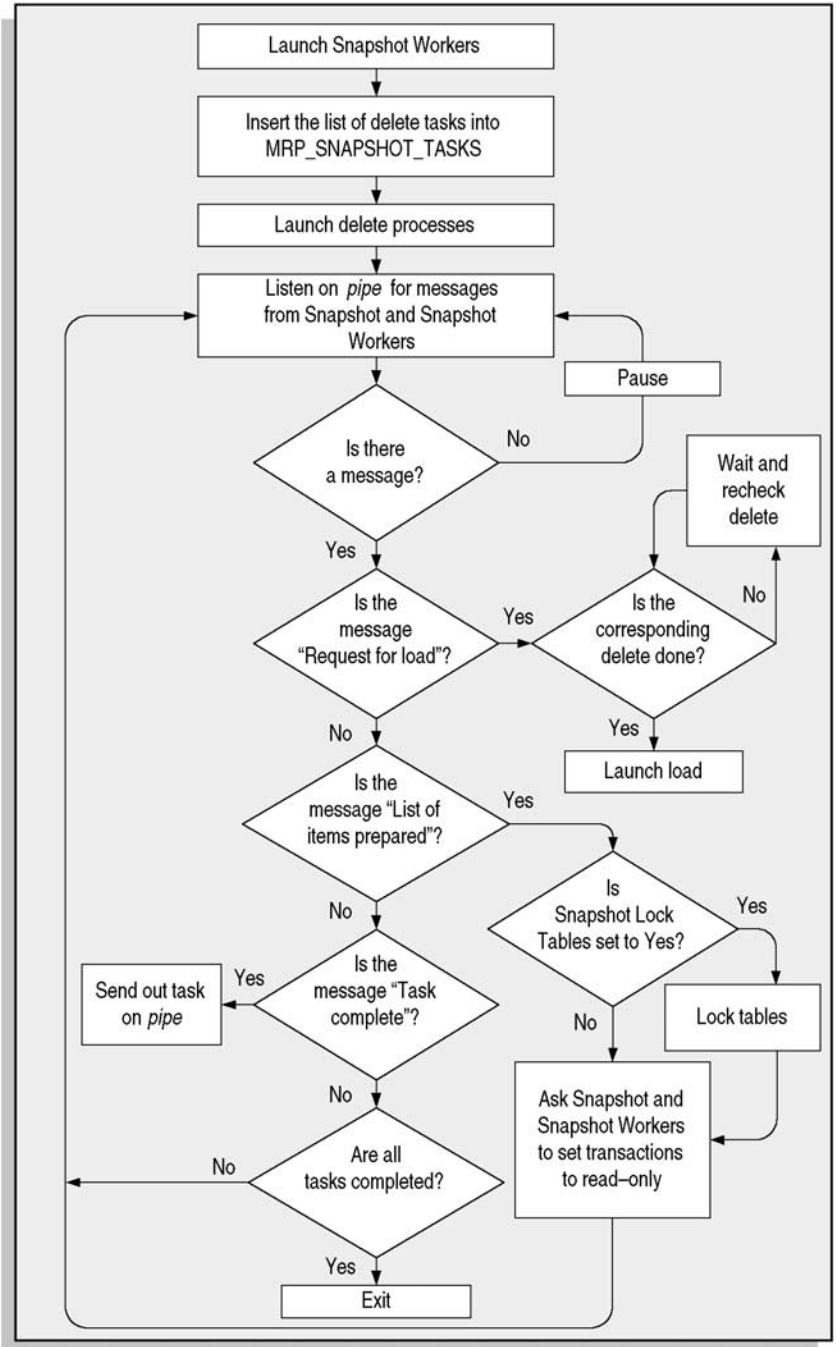 Launch Snapshot Workers
Insert the list of delete tasks into
MRP_SNAPSHOT_TASKS
Launch delete processes
Listen on pipe for messages
from Snapshot and Snapshot
Workers
Pause
Is there
a message?
No
Yes
Wait and
recheck
delete
Is the
message
“Request for load”?
Yes
Is the
corresponding
delete done?
No
No
Yes
Launch load
Is the
message “List of
items prepared”?
Yes
No
Is
Snapshot Lock
Tables set to Yes?
Yes
Is the
message “Task
complete”?
Yes
Send out task
on pipe
No
Lock tables
No
Ask Snapshot and
Snapshot Workers
to set transactions
to read–only
Are all
tasks completed?
No
Yes
Exit